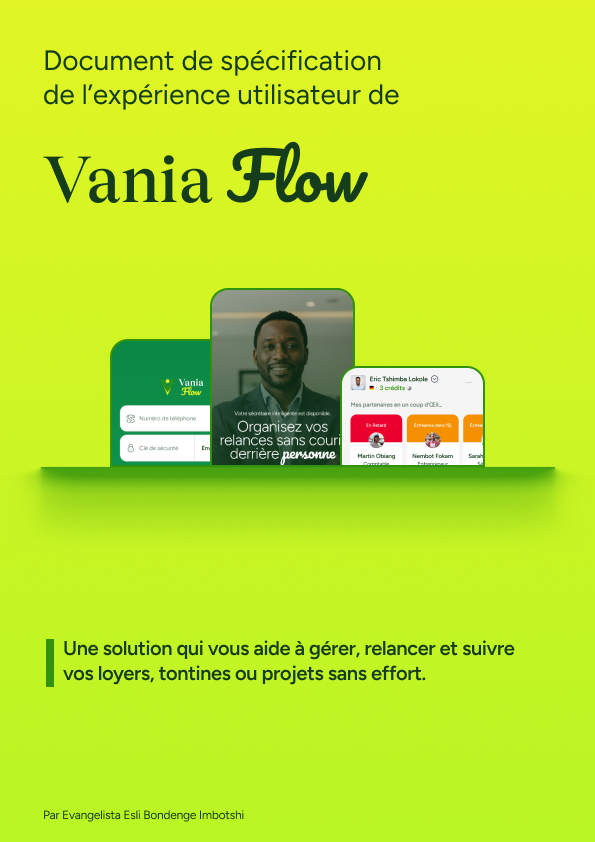 Document de spécification
de l’expérience utilisateur de
Vania Flow
Vania
Flow
Numéro de téléphone
Clé de sécurité
Votre sécrétaire intelligente est disponible.
Organisez vos
relances sans couri
derrière personne
Eric Tshimba Lokole
3 crédits
Mes partenaires en un coup d'Œil...
En Retard
Échéance dans 12j
Martin Obiang
Nembot Fokam
Sarah
Comptable
Entrepreneur
Une solution qui vous aide à gérer, relancer et suivre
vos loyers, tontines ou projets sans effort.
Par Evangelista Esli Bondenge Imbotshi